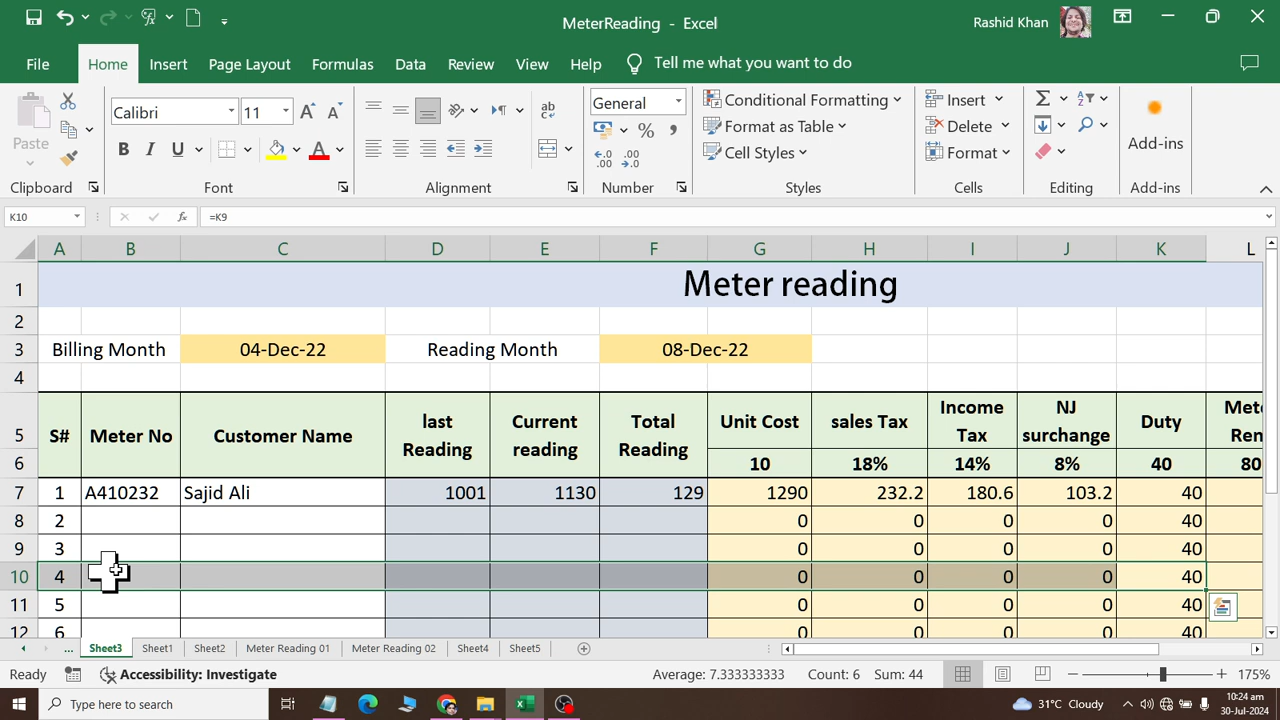 MeterReading - Excel
Rashid Khan
File Home Insert Page Layout Formulas Data Review View Help Tell me what you want to do
Calibri 11
General
Conditional Formatting
Insert
Paste
Format as Table
Delete
Add-ins
Cell Styles
Format
Clipboard Font Alignment Number Styles Cells Editing Add-ins
K10 =K9
A B C D E F G H I J K L
1 Meter reading
2
3 Billing Month 04-Dec-22 Reading Month 08-Dec-22
4
5 S# Meter No Customer Name last Reading Current reading Total Reading Unit Cost sales Tax Income Tax NJ surchange Duty Mete Ren
6 10 18% 14% 8% 40 80
7 1 A410232 Sajid Ali 1001 1130 129 1290 232.2 180.6 103.2 40
8 2 0 0 0 0 40
9 3 0 0 0 0 40
10 4 0 0 0 0 40
11 5 0 0 0 0 40
12 6 0 0 0 0 40
... Sheet3 Sheet1 Sheet2 Meter Reading 01 Meter Reading 02 Sheet4 Sheet5
Ready Accessibility: Investigate Average: 7.333333333 Count: 6 Sum: 44 175%
Type here to search 31°C Cloudy 10:24 am
30-Jul-2024